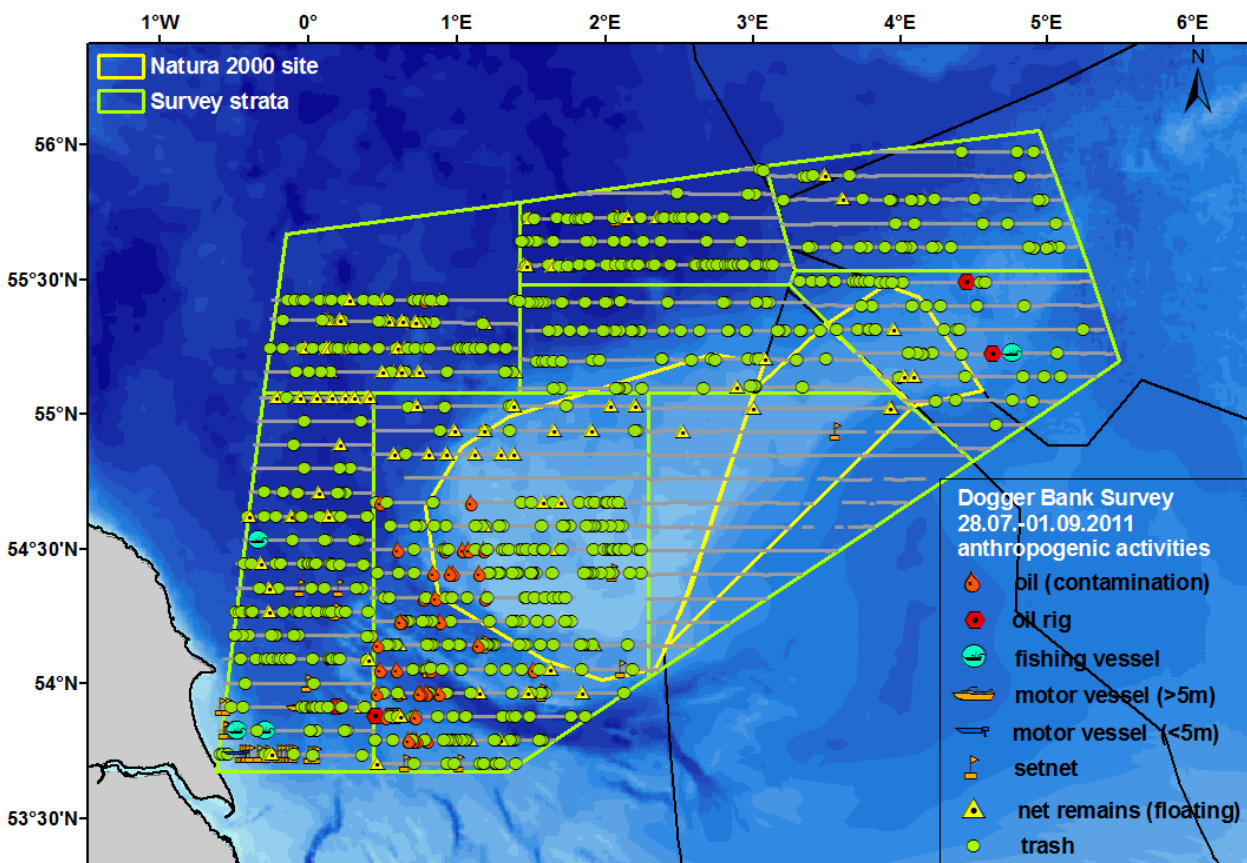 1°W 0° 1°E 2°E 3°E 4°E 5°E 6°E
Natura 2000 site
Survey strata
N
56°N
55°30'N
55°N
54°30'N
54°N
53°30'N
Dogger Bank Survey
28.07.-01.09.2011
anthropogenic activities
oil (contamination)
oil rig
fishing vessel
motor vessel (>5m)
motor vessel (<5m)
setnet
net remains (floating)
trash